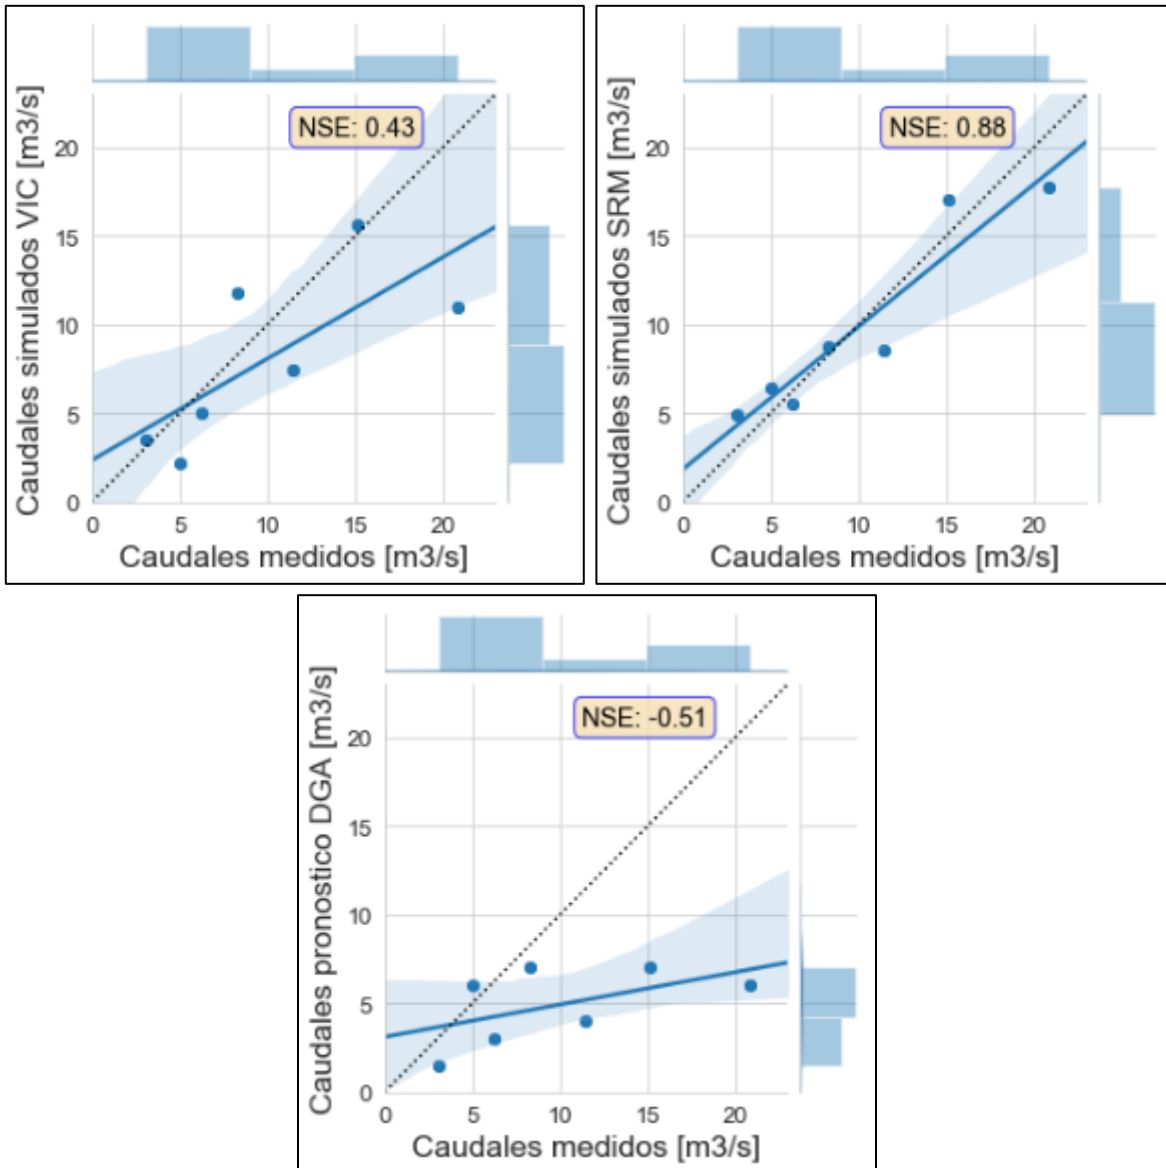 Caudales simulados VIC [m3/s]
NSE: 0.43
20
15
10
5
0
0 5 10 15 20
Caudales medidos [m3/s]
Caudales simulados SRM [m3/s]
NSE: 0.88
20
15
10
5
0
0 5 10 15 20
Caudales medidos [m3/s]
Caudales pronostico DGA [m3/s]
NSE: -0.51
20
15
10
5
0
0 5 10 15 20
Caudales medidos [m3/s]